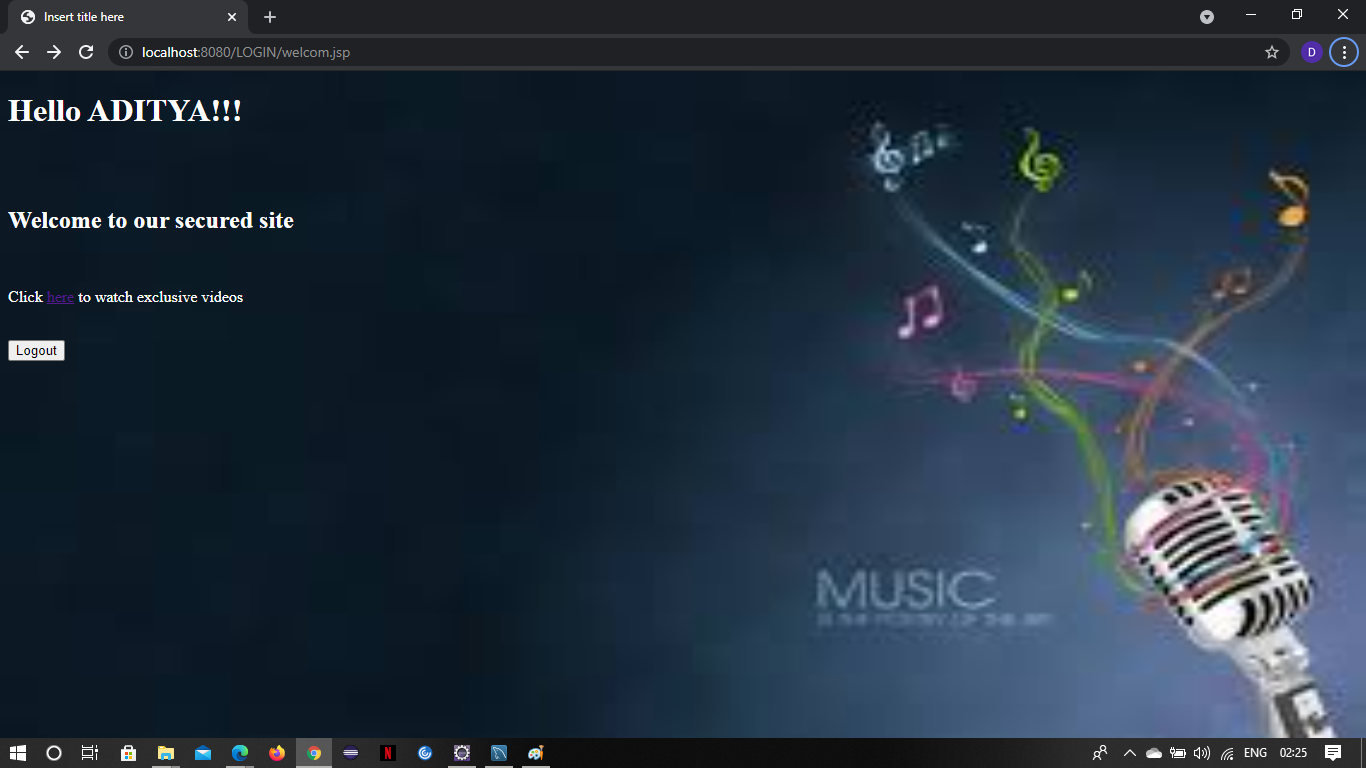 Insert title here
localhost:8080/LOGIN/welcom.jsp
D
Hello ADITYA!!!
Welcome to our secured site
Click here to watch exclusive videos
Logout
MUSIC
ENG
02:25